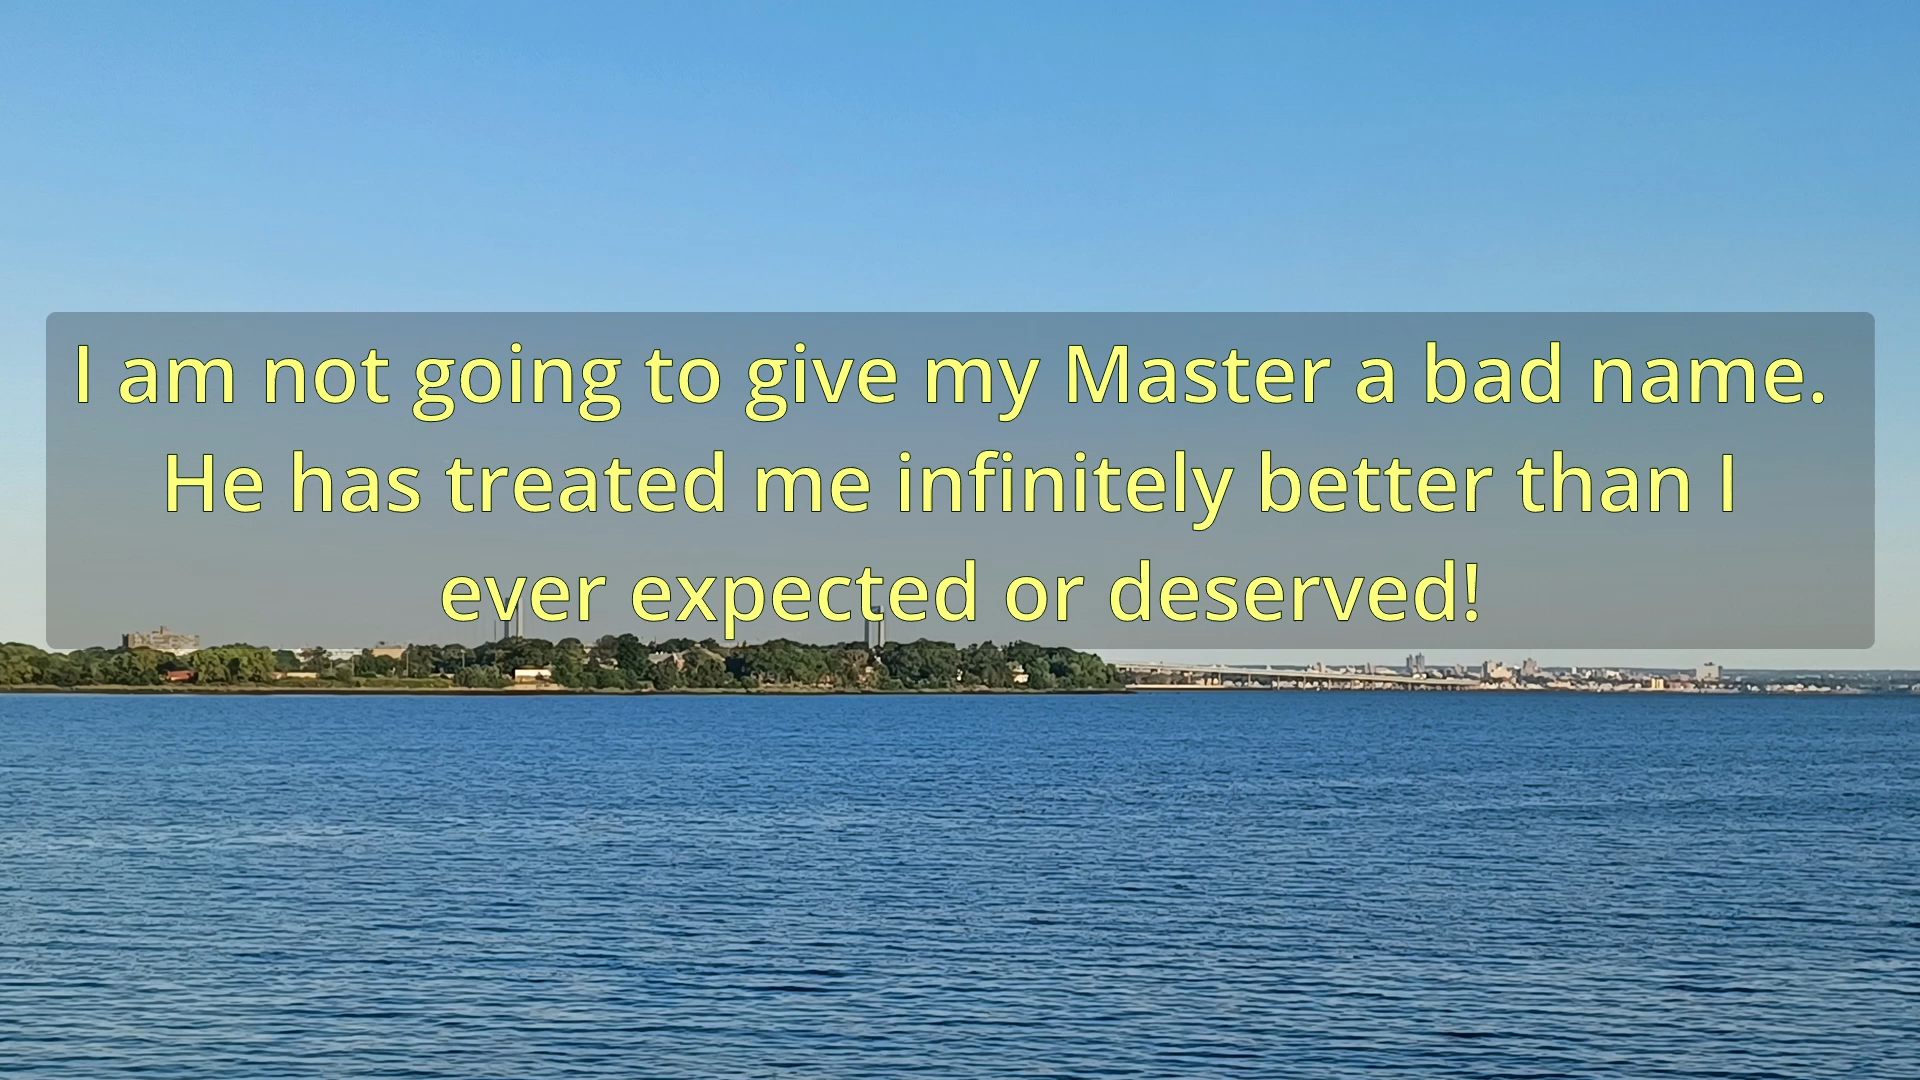 I am not going to give my Master a bad name.
He has treated me infinitely better than I
ever expected or deserved!